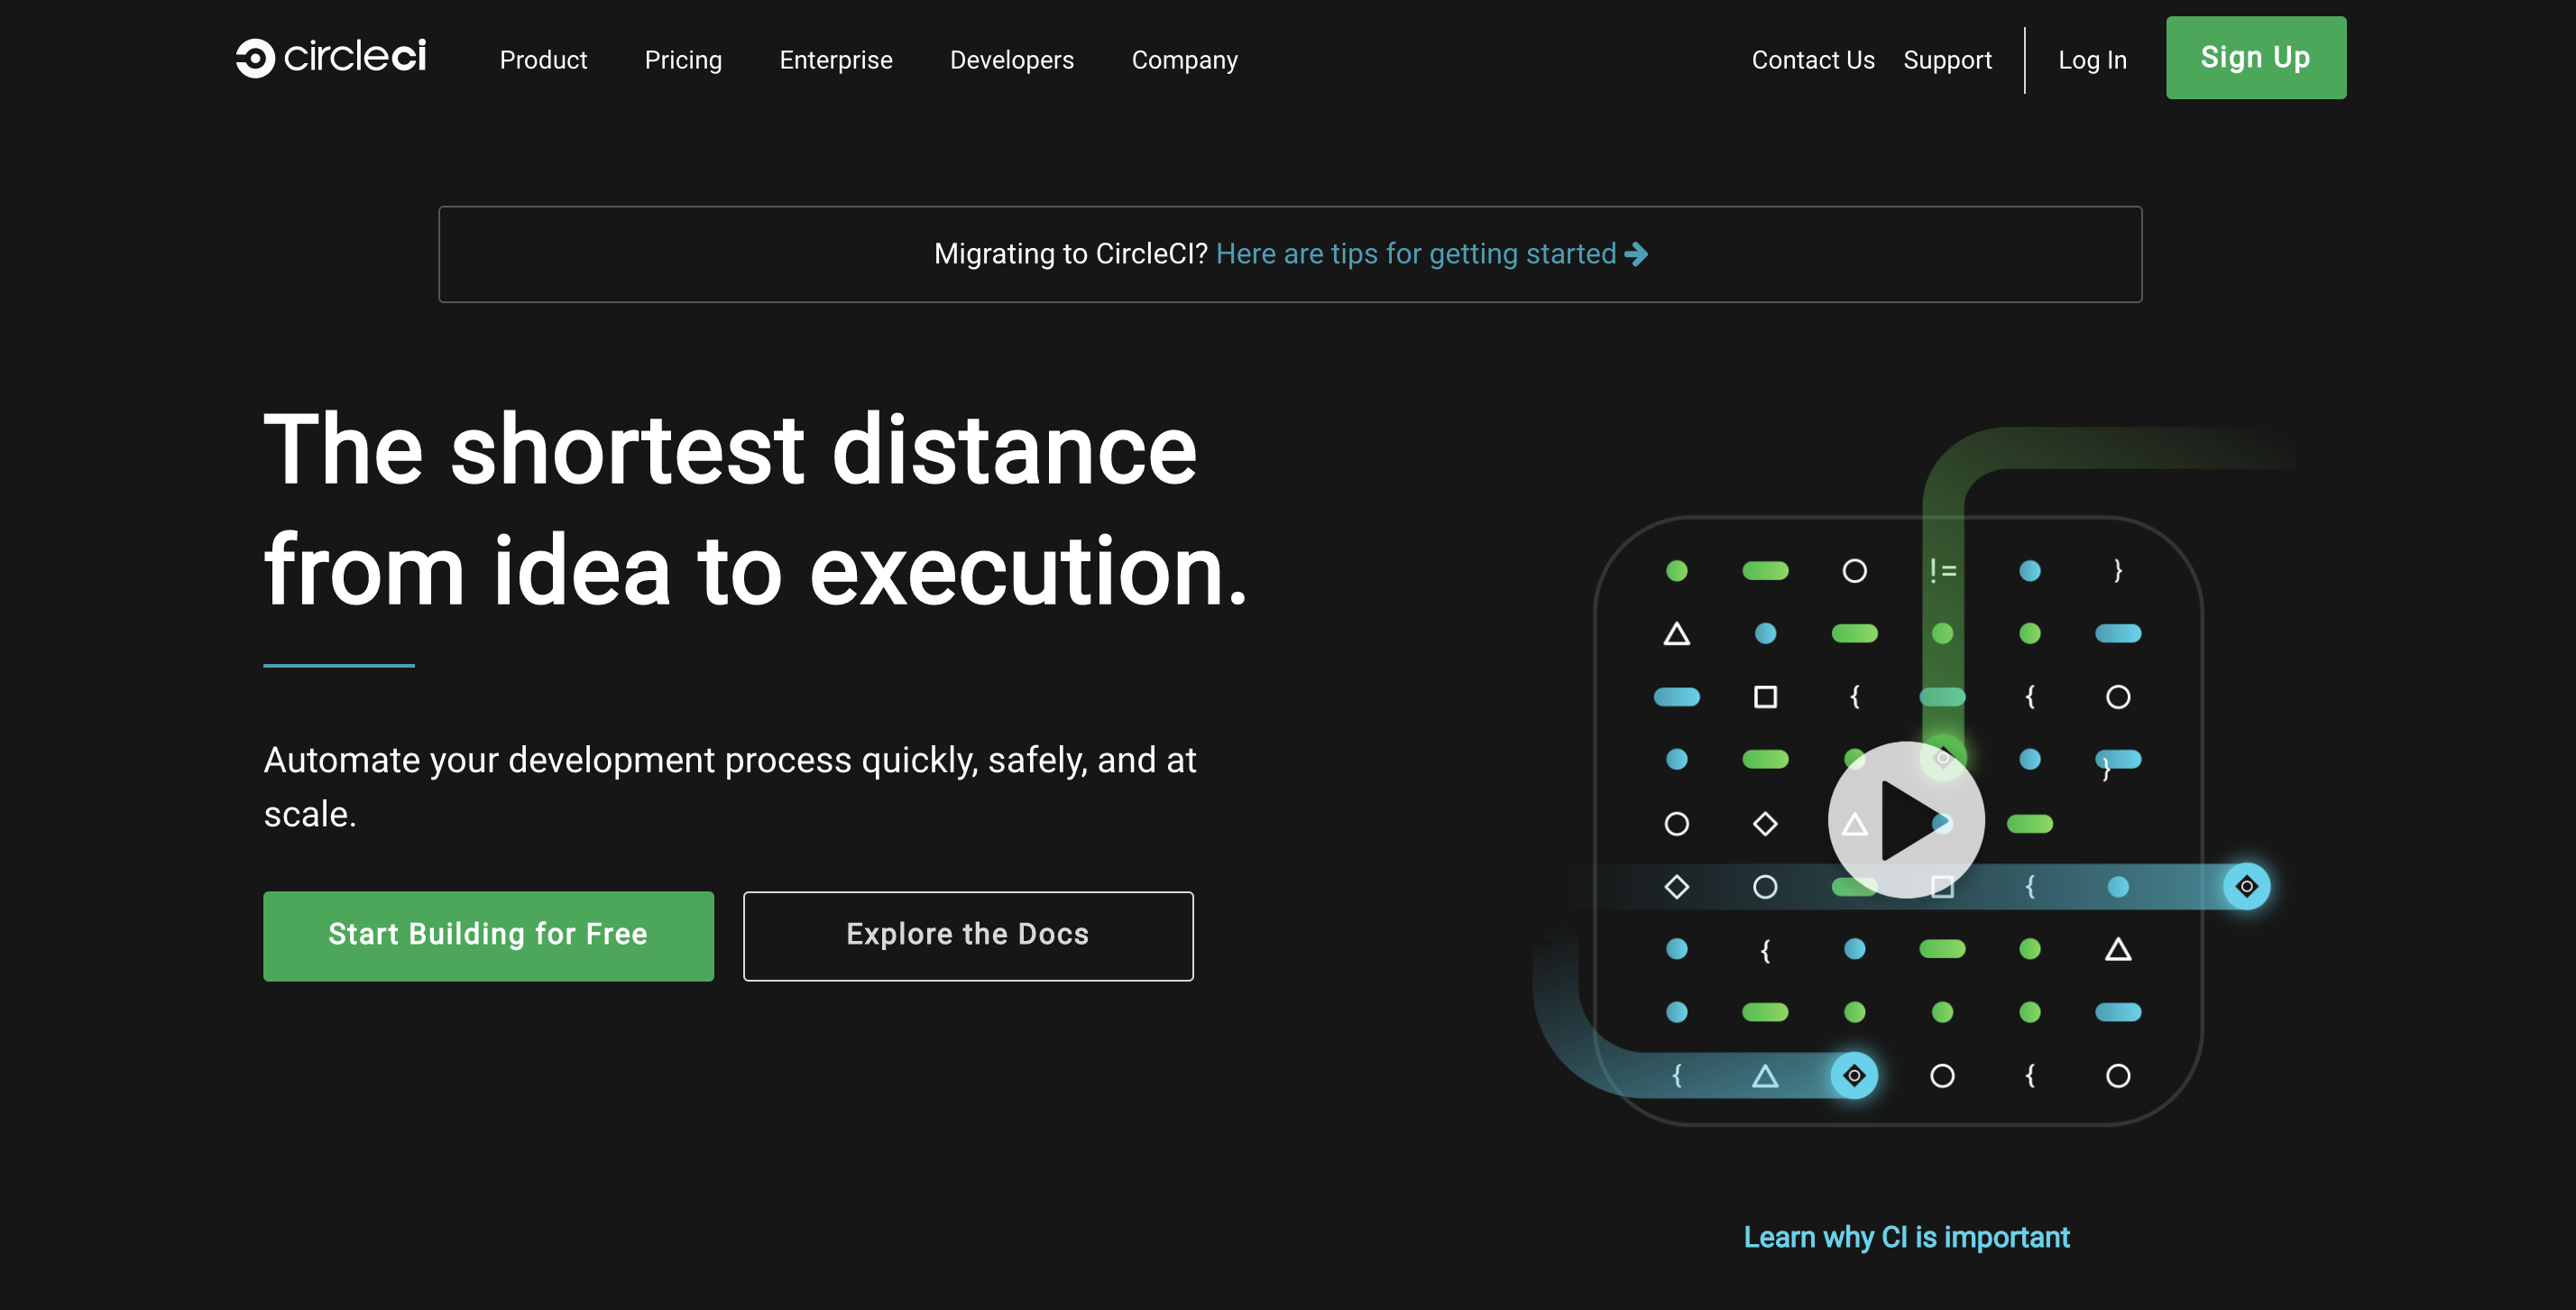 circleci
Product Pricing Enterprise Developers Company
Contact Us Support Log In Sign Up
Migrating to CircleCI? Here are tips for getting started
The shortest distance
from idea to execution.
Automate your development process quickly, safely, and at
scale.
Start Building for Free
Explore the Docs
!= }
{ {
}
{
{
{ {
Learn why CI is important